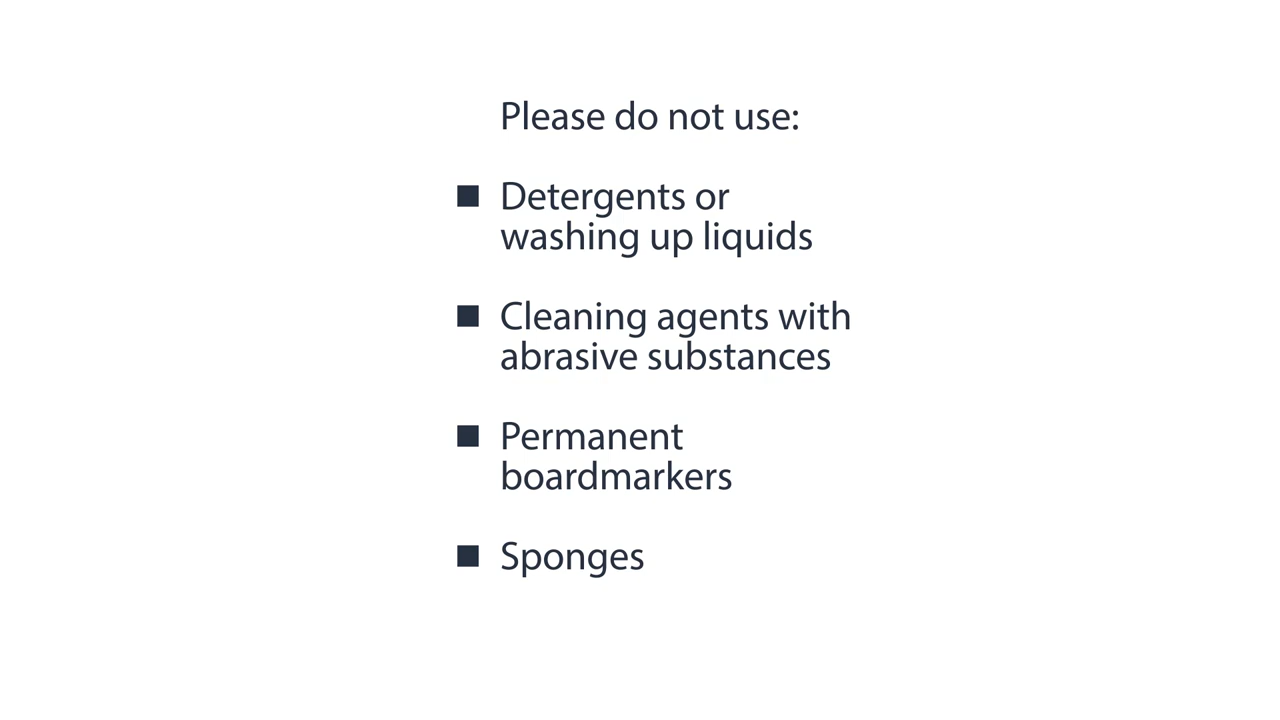 Please do not use:
■ Detergents or
washing up liquids
■ Cleaning agents with
abrasive substances
■ Permanent
boardmarkers
■ Sponges